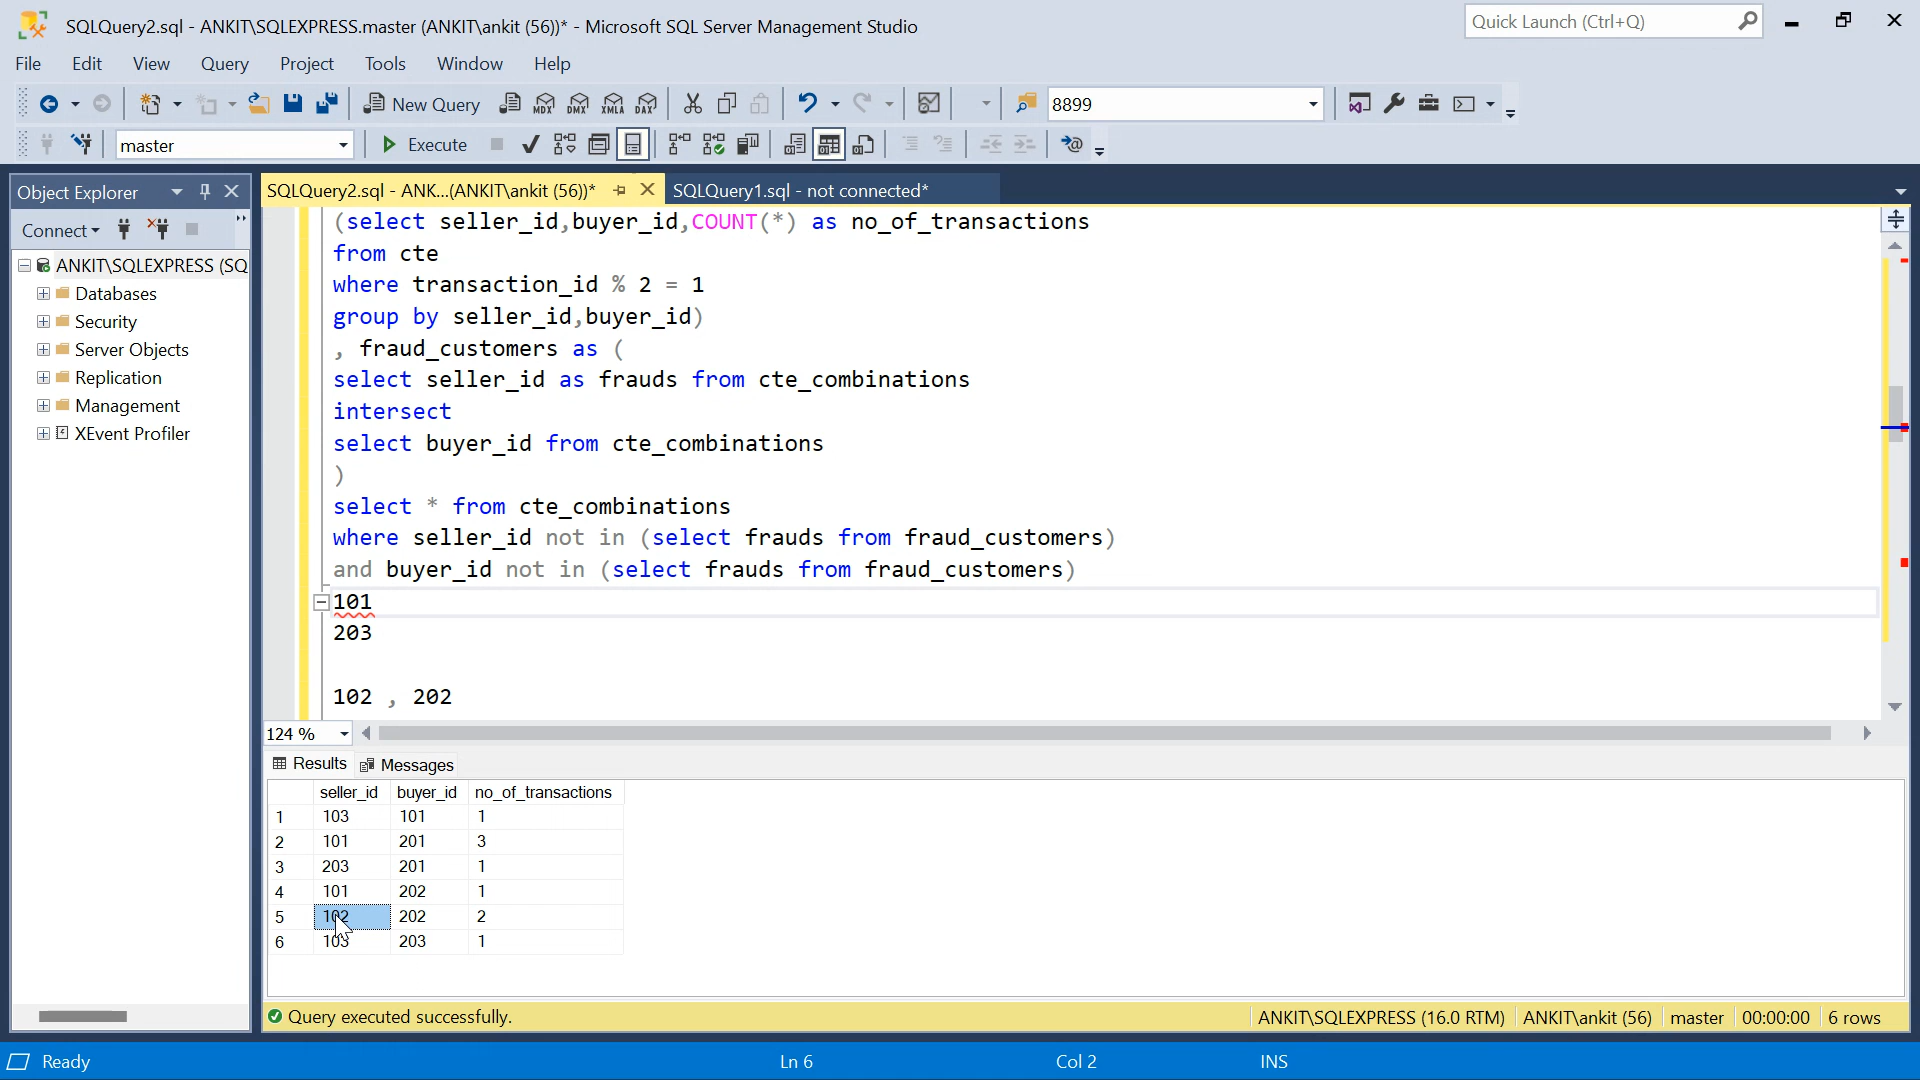 SQLQuery2.sql - ANKIT\SQLEXPRESS.master (ANKIT\ankit (56))* - Microsoft SQL Server Management Studio
Quick Launch (Ctrl+Q)
File Edit View Query Project Tools Window Help
New Query MDX DMX XMLA DAX 8899
master Execute
Object Explorer
SQLQuery2.sql - ANK...(ANKIT\ankit (56))*
SQLQuery1.sql - not connected*
Connect
ANKIT\SQLEXPRESS (SQ
Databases
Security
Server Objects
Replication
Management
XEvent Profiler
(select seller_id,buyer_id,COUNT(*) as no_of_transactions
from cte
where transaction_id % 2 = 1
group by seller_id,buyer_id)
, fraud_customers as (
select seller_id as frauds from cte_combinations
intersect
select buyer_id from cte_combinations
)
select * from cte_combinations
where seller_id not in (select frauds from fraud_customers)
and buyer_id not in (select frauds from fraud_customers)
101
203
102 , 202
124 %
Results Messages
seller_id buyer_id no_of_transactions
1 103 101 1
2 101 201 3
3 203 201 1
4 101 202 1
5 102 202 2
6 103 203 1
Query executed successfully.
ANKIT\SQLEXPRESS (16.0 RTM) ANKIT\ankit (56) master 00:00:00 6 rows
Ready Ln 6 Col 2 INS